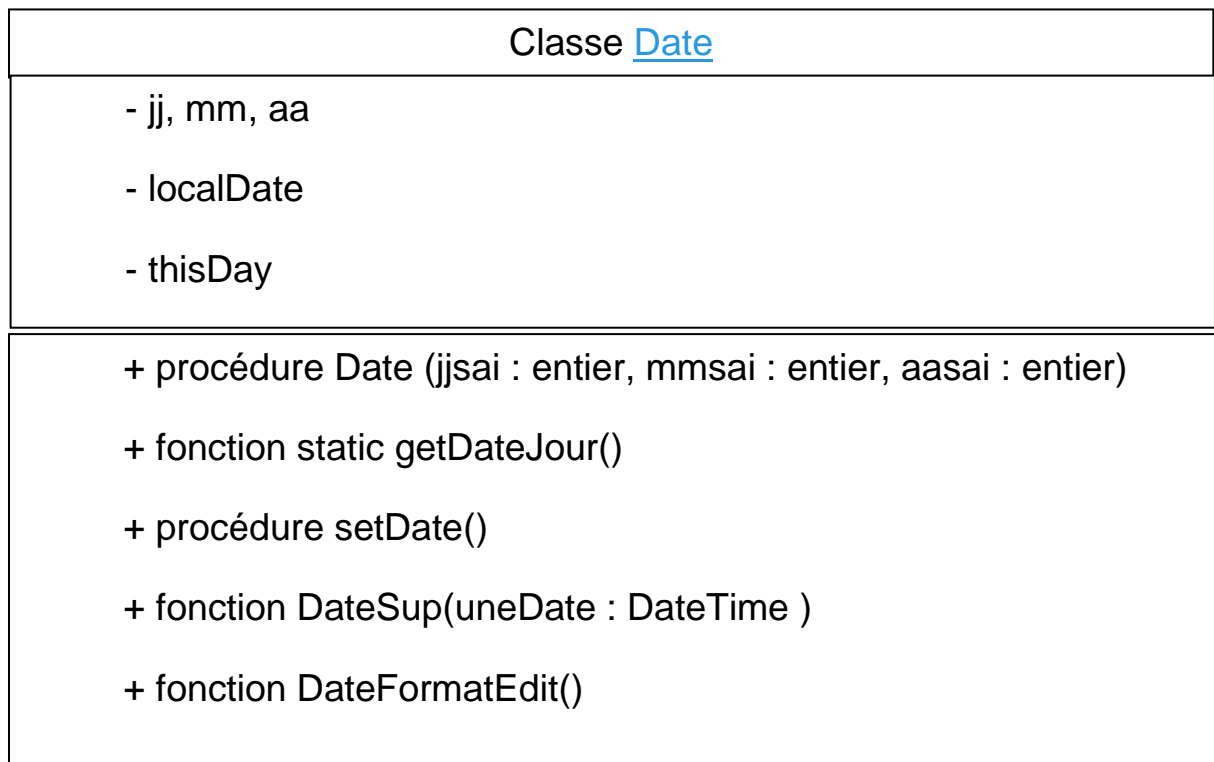 Classe Date
- jj, mm, aa
- localDate
- thisDay
+ procédure Date (jjsai : entier, mmsai : entier, aasai : entier)
+ fonction static getDateJour()
+ procédure setDate()
+ fonction DateSup(uneDate : DateTime )
+ fonction DateFormatEdit()